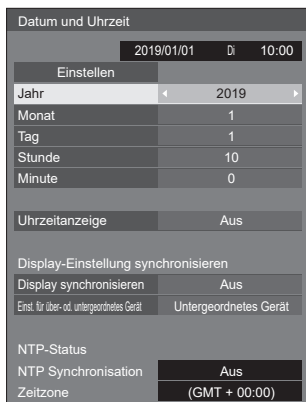 Datum und Uhrzeit
2019/01/01 Di 10:00
Einstellen
Jahr 2019
Monat 1
Tag 1
Stunde 10
Minute 0
Uhrzeitanzeige Aus
Display-Einstellung synchronisieren
Display synchronisieren Aus
Einst. für über- od. untergeordnetes Gerät Untergeordnetes Gerät
NTP-Status
NTP Synchronisation Aus
Zeitzone (GMT + 00:00)